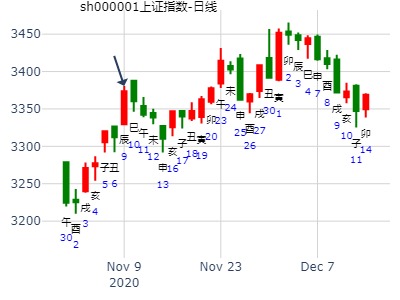 sh000001上证指数-日线
3450
3400
3350
3300
3250
3200
午
30
酉
2
戌
3
亥
4
子
5
丑
6
辰
9
巳
10
午
11
未
12
申
13
亥
16
子
17
丑
18
寅
19
卯
20
午
23
未
24
申
25
酉
26
戌
27
丑
30
寅
1
卯
2
辰
3
巳
4
申
7
酉
8
戌
9
亥
10
子
11
卯
14
Nov 9
2020
Nov 23
Dec 7